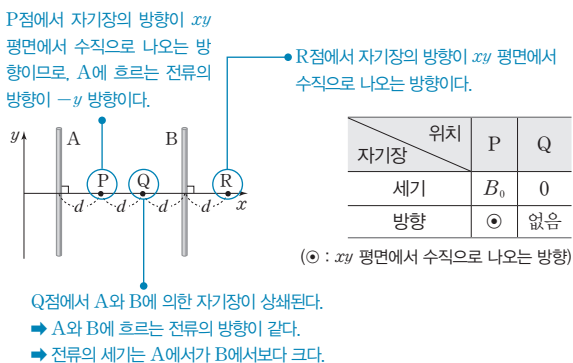 P점에서 자기장의 방향이 xy
평면에서 수직으로 나오는 방
향이므로, A에 흐르는 전류의
방향이 -y 방향이다.
R점에서 자기장의 방향이 xy 평면에서
수직으로 나오는 방향이다.
y A B
P Q R
d d d d x
위치 P Q
자기장
세기 B₀ 0
방향 ⊙ 없음
(⊙ : xy 평면에서 수직으로 나오는 방향)
Q점에서 A와 B에 의한 자기장이 상쇄된다.
➡ A와 B에 흐르는 전류의 방향이 같다.
➡ 전류의 세기는 A에서가 B에서보다 크다.